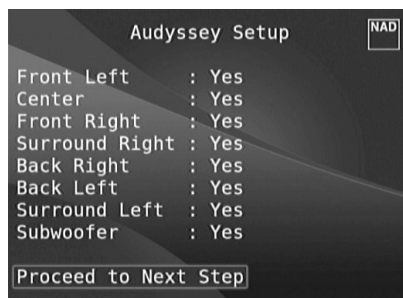 Audyssey Setup
NAD
Front Left : Yes
Center : Yes
Front Right : Yes
Surround Right : Yes
Back Right : Yes
Back Left : Yes
Surround Left : Yes
Subwoofer : Yes
Proceed to Next Step